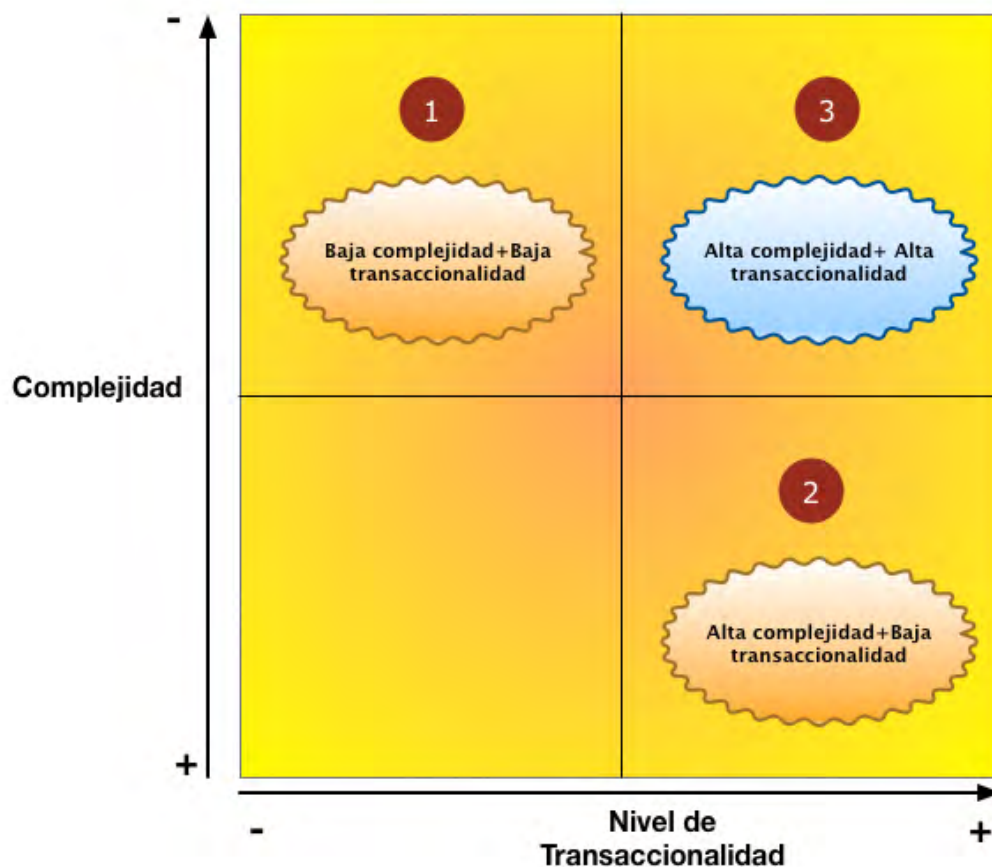 -
1
3
Baja complejidad+Baja
transaccionalidad
Alta complejidad+ Alta
transaccionalidad
Complejidad
2
Alta complejidad+Baja
transaccionalidad
+
-
Nivel de
Transaccionalidad
+